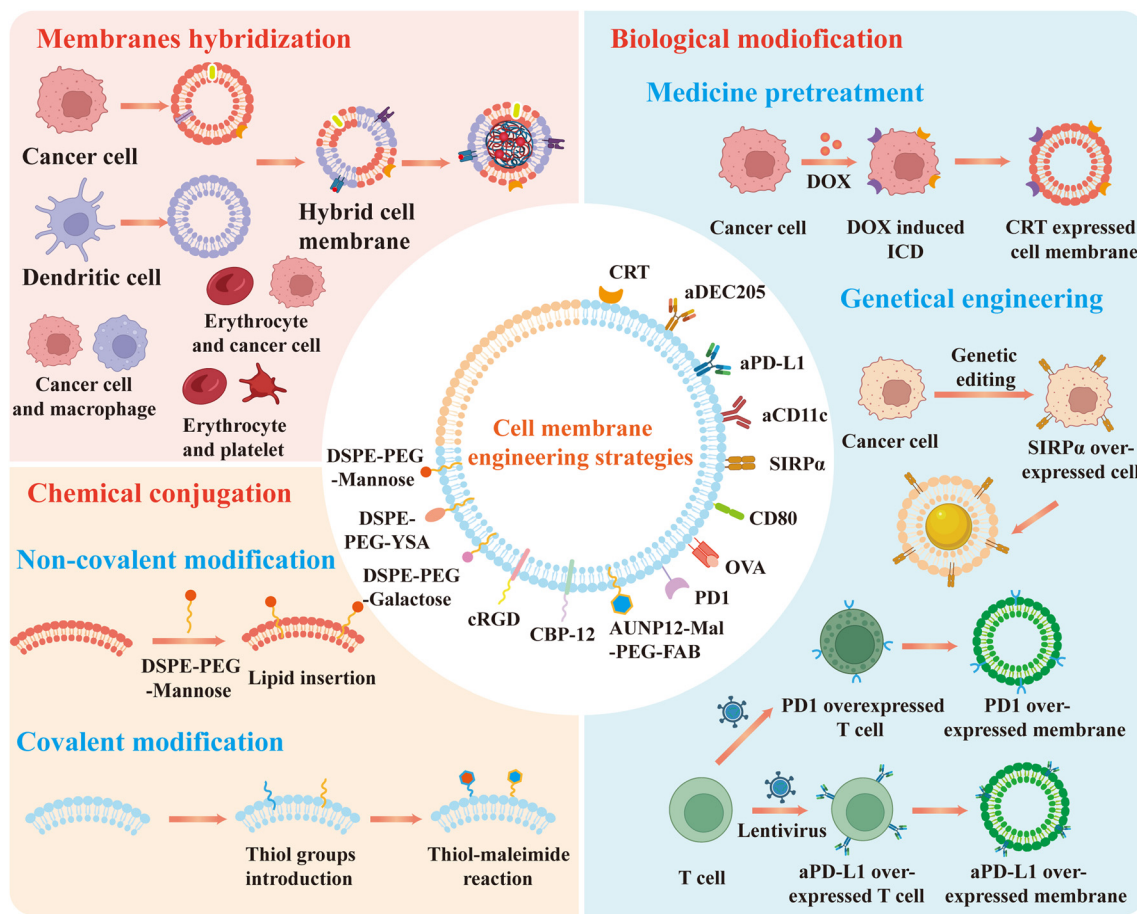 Membranes hybridization
Cancer cell
Dendritic cell
Hybrid cell
membrane
Erythrocyte
and cancer cell
Cancer cell
and macrophage
Erythrocyte
and platelet
Biological modiofication
Medicine pretreatment
DOX
Cancer cell
DOX induced
ICD
CRT expressed
cell membrane
Genetical engineering
Genetic
editing
Cancer cell
SIRPα over-
expressed cell
PD1 overexpressed
T cell
PD1 over-
expressed membrane
Lentivirus
T cell
aPD-L1 over-
expressed T cell
aPD-L1 over-
expressed membrane
Chemical conjugation
Non-covalent modification
DSPE-PEG
-Mannose
Lipid insertion
Covalent modification
Thiol groups
introduction
Thiol-maleimide
reaction
Cell membrane
engineering strategies
CRT
aDEC205
aPD-L1
aCD11c
SIRPα
CD80
OVA
PD1
AUNP12-Mal
-PEG-FAB
CBP-12
cRGD
DSPE-PEG
-Galactose
DSPE-
PEG-YSA
DSPE-PEG
-Mannose